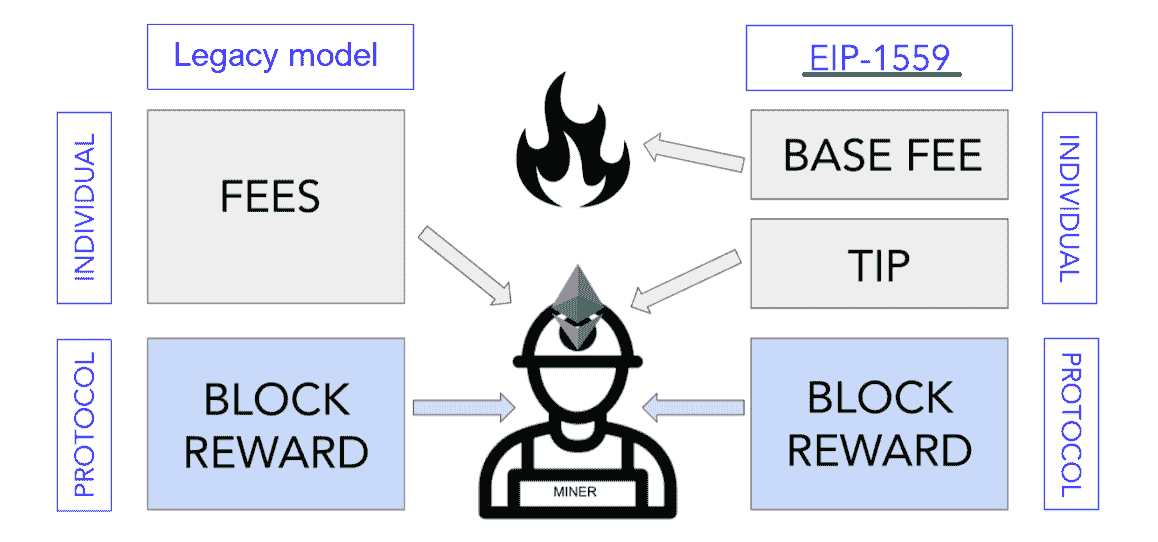 Legacy model
EIP-1559
INDIVIDUAL
FEES
BASE FEE
TIP
INDIVIDUAL
PROTOCOL
BLOCK
REWARD
MINER
BLOCK
REWARD
PROTOCOL